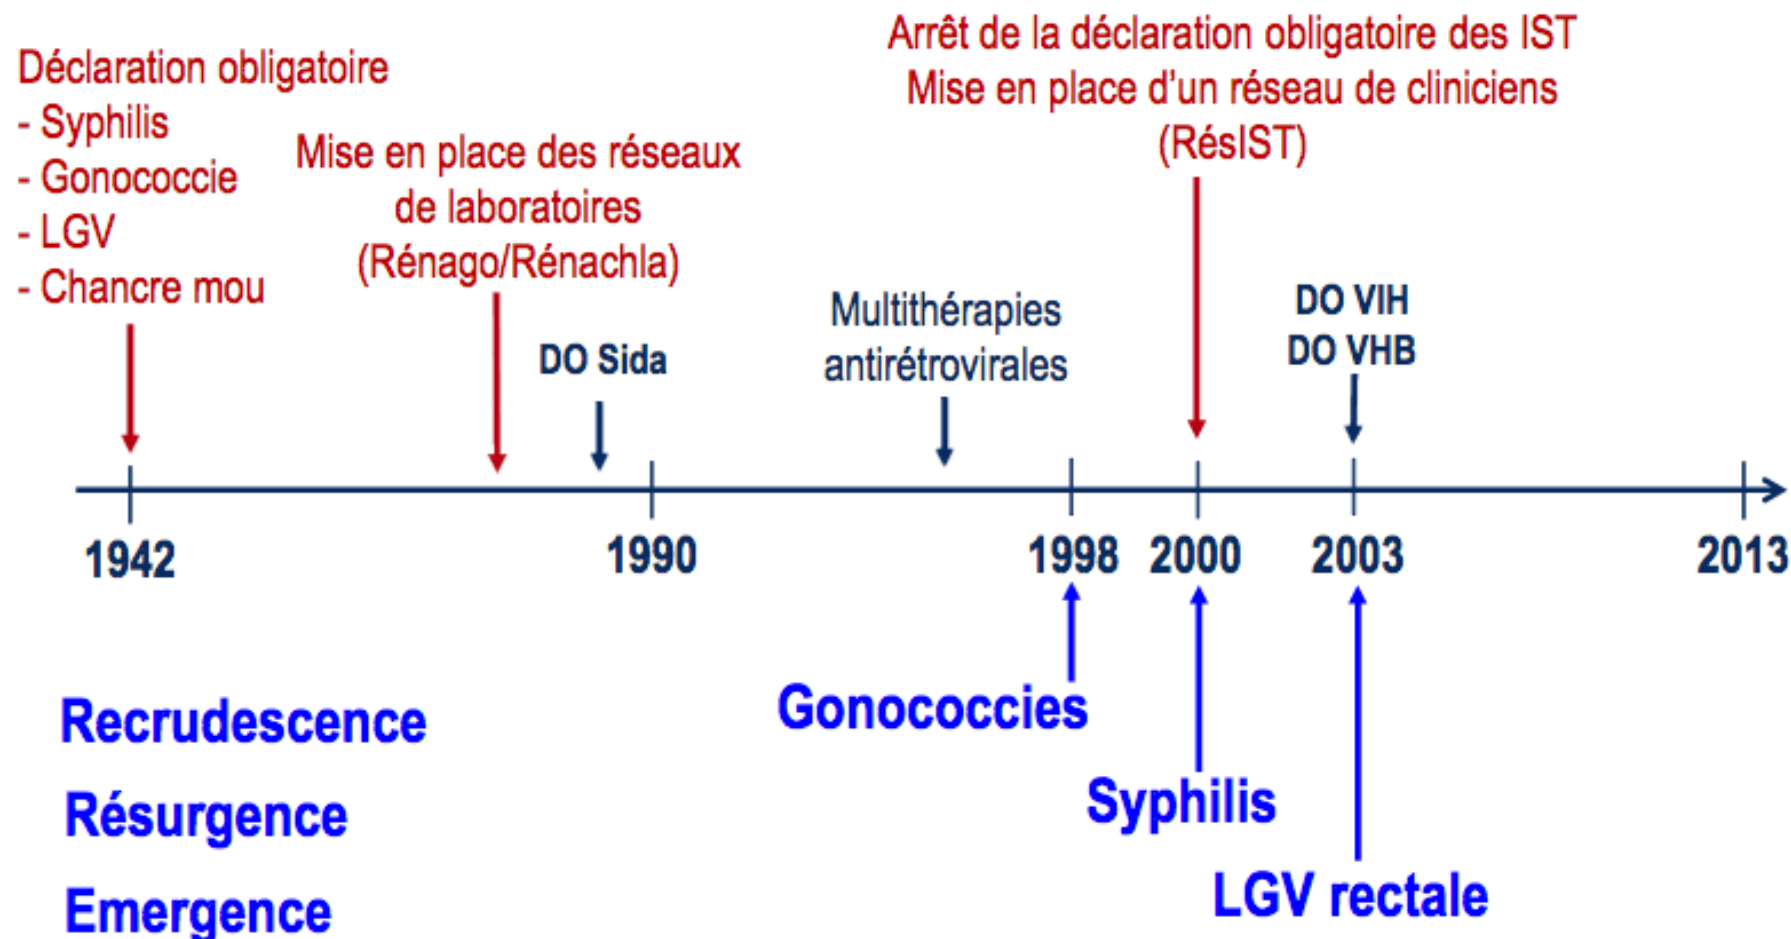 Déclaration obligatoire
- Syphilis
- Gonococcie
- LGV
- Chancre mou
Mise en place des réseaux
de laboratoires
(Rénago/Rénachla)
DO Sida
Multithérapies
antirétrovirales
Arrêt de la déclaration obligatoire des IST
Mise en place d'un réseau de cliniciens
(RésIST)
DO VIH
DO VHB
1942
1990
1998
2000
2003
2013
Recrudescence
Gonococcies
Résurgence
Syphilis
Emergence
LGV rectale